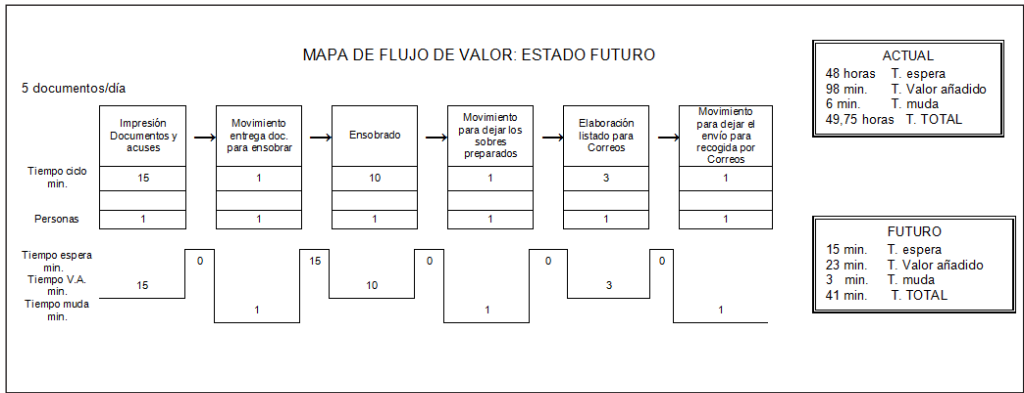 MAPA DE FLUJO DE VALOR: ESTADO FUTURO
5 documentos/día
Impresión
Documentos y
acuses
Movimiento
entrega doc.
para ensobrar
Ensobrado
Movimiento
para dejar los
sobres
preparados
Elaboración
listado para
Correos
Movimiento
para dejar el
envío para
recogida por
Correos
Tiempo ciclo
min.
15 1 10 1 3 1
Personas
1 1 1 1 1 1
Tiempo espera
min.
0 15 0 0 0
Tiempo V.A.
min.
15 10 3
Tiempo muda
min.
1 1 1
ACTUAL
48 horas T. espera
98 min. T. Valor añadido
6 min. T. muda
49,75 horas T. TOTAL
FUTURO
15 min. T. espera
23 min. T. Valor añadido
3 min. T. muda
41 min. T. TOTAL